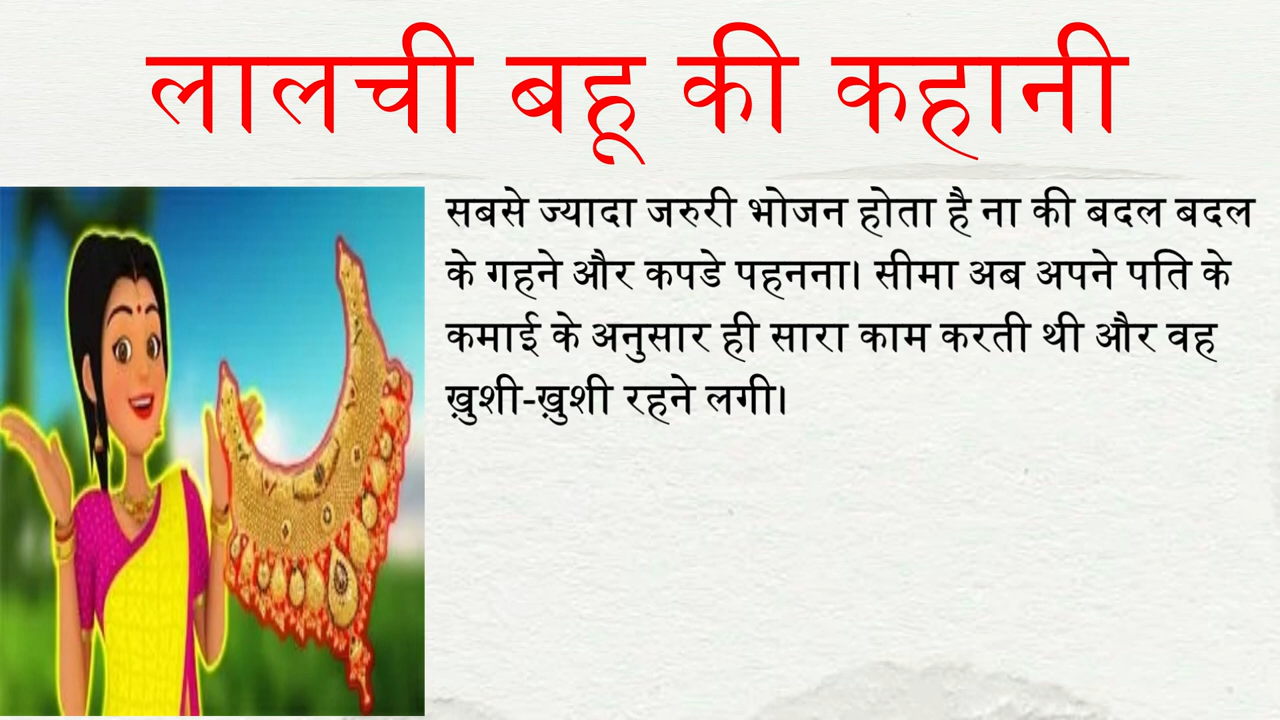 लालची बहू की कहानी
सबसे ज्यादा जरुरी भोजन होता है ना की बदल बदल
के गहने और कपडे पहनना। सीमा अब अपने पति के
कमाई के अनुसार ही सारा काम करती थी और वह
ख़ुशी-ख़ुशी रहने लगी।